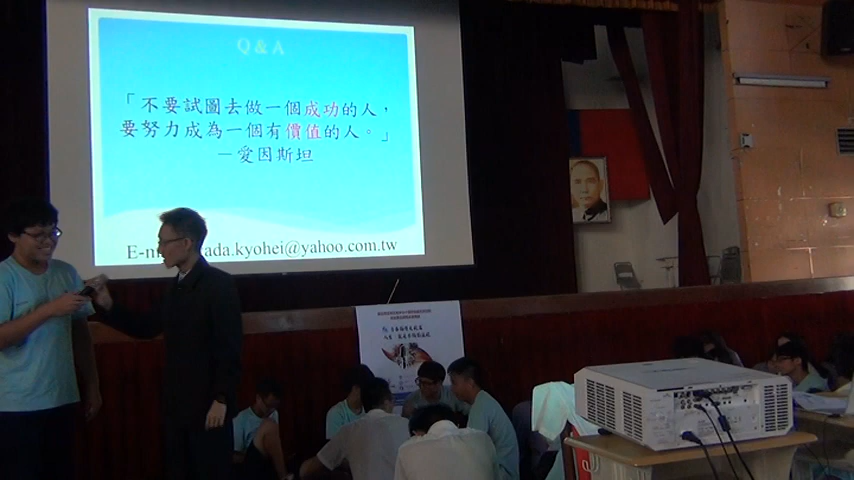 Q & A
「不要試圖去做一個成功的人，
要努力成為一個有價值的人。」
－愛因斯坦
ada.kyohei@yahoo.com.tw